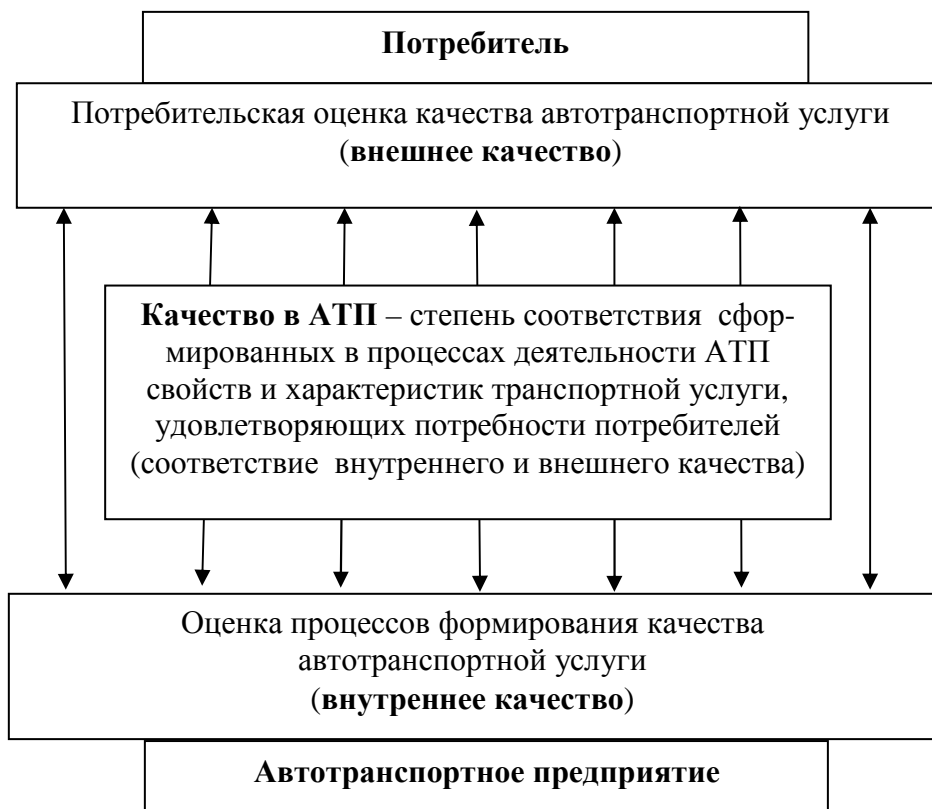 Потребитель
Потребительская оценка качества автотранспортной услуги
(внешнее качество)
Качество в АТП – степень соответствия сфор-
мированных в процессах деятельности АТП
свойств и характеристик транспортной услуги,
удовлетворяющих потребности потребителей
(соответствие внутреннего и внешнего качества)
Оценка процессов формирования качества
автотранспортной услуги
(внутреннее качество)
Автотранспортное предприятие